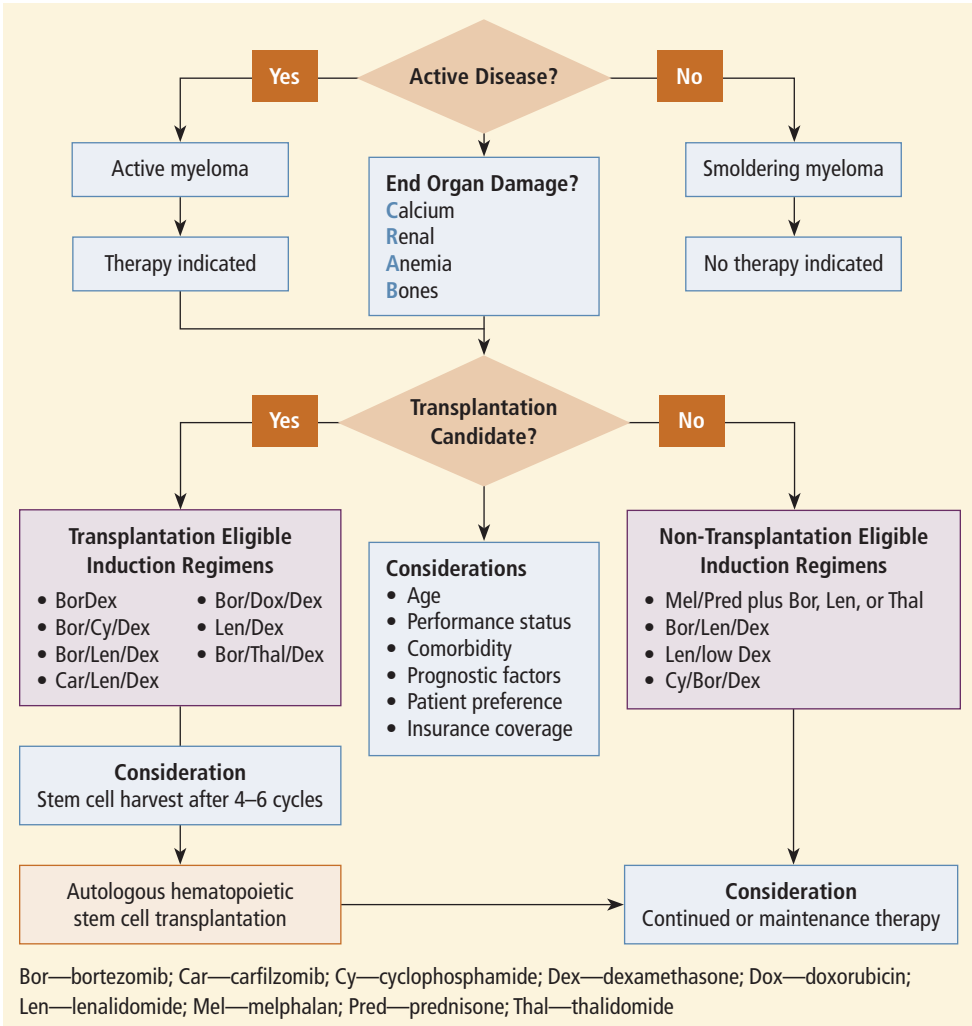 Active Disease?
Yes
No
Active myeloma
Therapy indicated
End Organ Damage?
Calcium
Renal
Anemia
Bones
Smoldering myeloma
No therapy indicated
Transplantation
Candidate?
Yes
No
Transplantation Eligible
Induction Regimens
• BorDex
• Bor/Cy/Dex
• Bor/Len/Dex
• Car/Len/Dex
• Bor/Dox/Dex
• Len/Dex
• Bor/Thal/Dex
Considerations
• Age
• Performance status
• Comorbidity
• Prognostic factors
• Patient preference
• Insurance coverage
Non-Transplantation Eligible
Induction Regimens
• Mel/Pred plus Bor, Len, or Thal
• Bor/Len/Dex
• Len/low Dex
• Cy/Bor/Dex
Consideration
Stem cell harvest after 4–6 cycles
Autologous hematopoietic
stem cell transplantation
Consideration
Continued or maintenance therapy
Bor—bortezomib; Car—carfilzomib; Cy—cyclophosphamide; Dex—dexamethasone; Dox—doxorubicin;
Len—lenalidomide; Mel—melphalan; Pred—prednisone; Thal—thalidomide